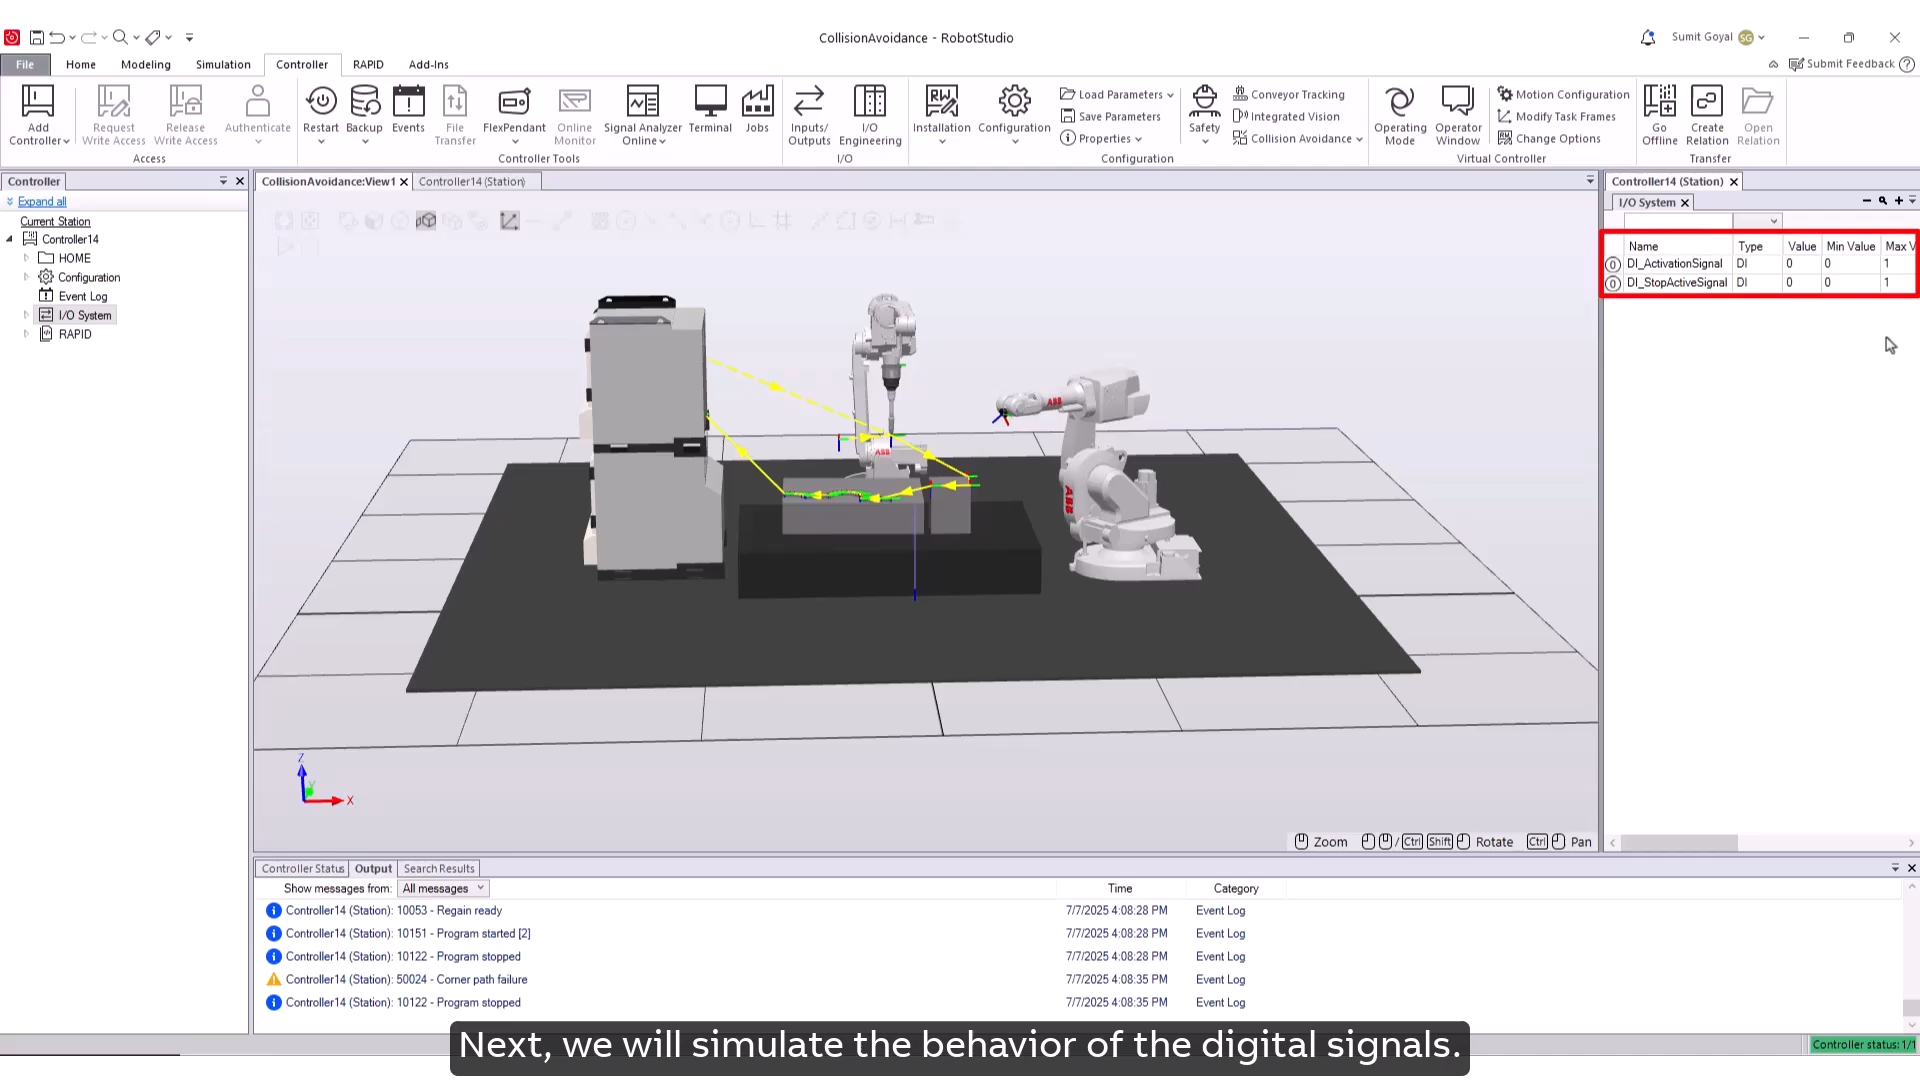 CollisionAvoidance - RobotStudio
Sumit Goyal SG
File Home Modeling Simulation Controller RAPID Add-Ins
Submit Feedback
Add Controller
Request Write Access
Release Write Access
Authenticate
Access
Restart
Backup
Events
File Transfer
FlexPendant
Online Monitor
Signal Analyzer Online
Terminal
Jobs
Controller Tools
Inputs/ Outputs
I/O Engineering
I/O
Installation
Configuration
Load Parameters
Save Parameters
Properties
Safety
Conveyor Tracking
Integrated Vision
Collision Avoidance
Configuration
Operating Mode
Operator Window
Motion Configuration
Modify Task Frames
Change Options
Virtual Controller
Go Offline
Create Relation
Open Relation
Transfer
Controller
Expand all
Current Station
Controller14
HOME
Configuration
Event Log
I/O System
RAPID
CollisionAvoidance:View1 Controller14 (Station)
ABB
ABB
ABB
Z
Y
X
Zoom / Ctrl Shift Rotate Ctrl Pan
Controller14 (Station)
I/O System
Name Type Value Min Value Max V
DI_ActivationSignal DI 0 0 1
DI_StopActiveSignal DI 0 0 1
Controller Status Output Search Results
Show messages from: All messages Time Category
Controller14 (Station): 10053 - Regain ready 7/7/2025 4:08:28 PM Event Log
Controller14 (Station): 10151 - Program started [2] 7/7/2025 4:08:28 PM Event Log
Controller14 (Station): 10122 - Program stopped 7/7/2025 4:08:28 PM Event Log
Controller14 (Station): 50024 - Corner path failure 7/7/2025 4:08:35 PM Event Log
Controller14 (Station): 10122 - Program stopped 7/7/2025 4:08:35 PM Event Log
Next, we will simulate the behavior of the digital signals.
Controller status: 1/1